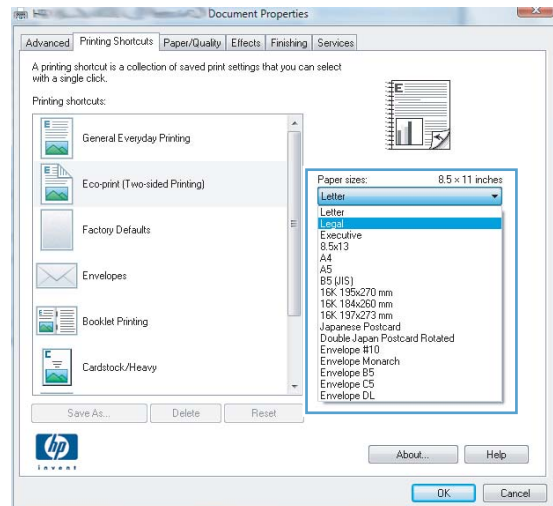 Document Properties
Advanced Printing Shortcuts Paper/Quality Effects Finishing Services
A printing shortcut is a collection of saved print settings that you can select
with a single click.
Printing shortcuts:
General Everyday Printing
Eco-print (Two-sided Printing)
Factory Defaults
Envelopes
Booklet Printing
Cardstock/Heavy
Paper sizes: 8.5 × 11 inches
Letter
Letter
Legal
Executive
8.5x13
A4
A5
B5 (JIS)
16K 195x270 mm
16K 184x260 mm
16K 197x273 mm
Japanese Postcard
Double Japan Postcard Rotated
Envelope #10
Envelope Monarch
Envelope B5
Envelope C5
Envelope DL
Save As... Delete Reset
hp
invent
About... Help
OK Cancel